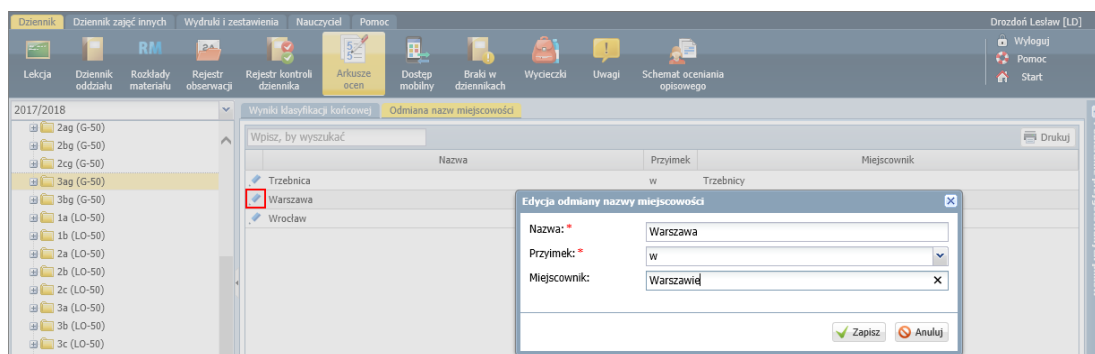 Dziennik Dziennik zajęć innych Wydruki i zestawienia Nauczyciel Pomoc Drozdoń Lesław [LD]
Lekcja Dziennik oddziału RM Rozkłady materiału Rejestr obserwacji Rejestr kontroli dziennika Arkusze ocen Dostęp mobilny Braki w dziennikach Wycieczki Uwagi Schemat oceniania opisowego
Wyloguj
Pomoc
Start
2017/2018
2ag (G-50)
2bg (G-50)
2cg (G-50)
3ag (G-50)
3bg (G-50)
1a (LO-50)
1b (LO-50)
2a (LO-50)
2b (LO-50)
2c (LO-50)
3a (LO-50)
3b (LO-50)
3c (LO-50)
Wyniki klasyfikacji końcowej Odmiana nazw miejscowości
Wpisz, by wyszukać Drukuj
Nazwa Przyimek Miejscownik
Trzebnica w Trzebnicy
Warszawa
Wrocław
Edycja odmiany nazwy miejscowości
Nazwa: * Warszawa
Przyimek: * w
Miejscownik: Warszawie
Zapisz Anuluj